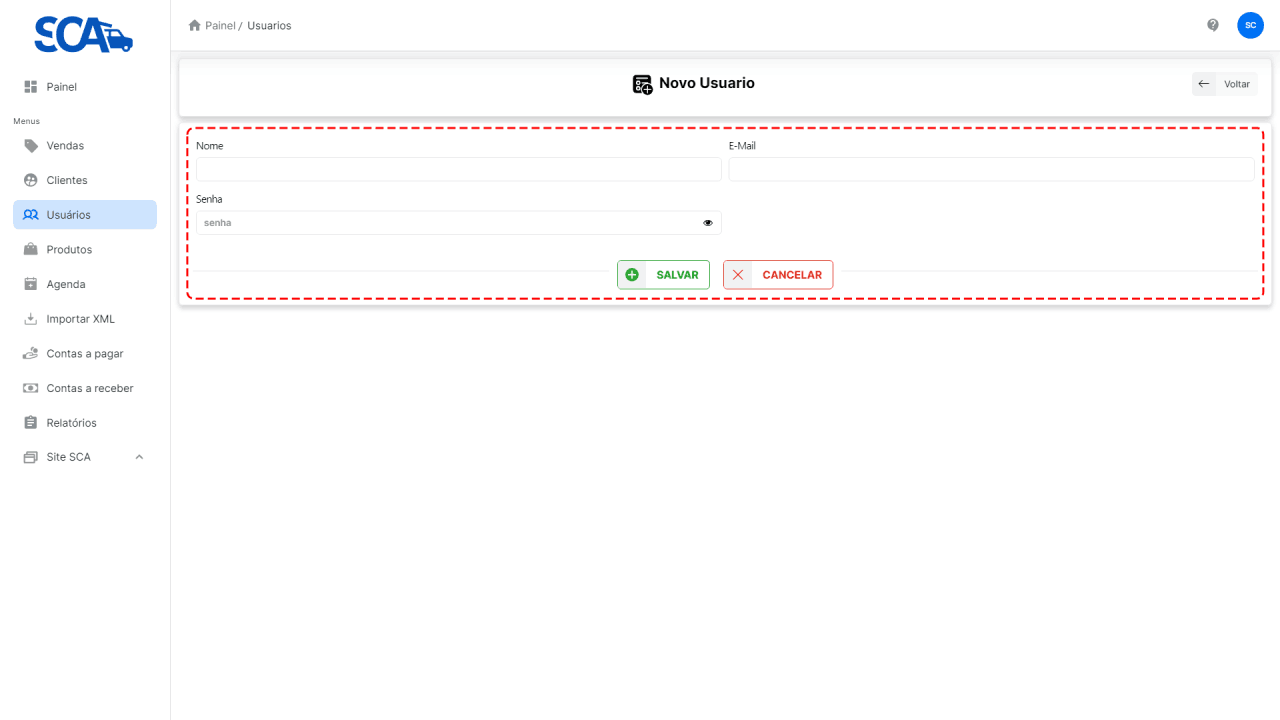 SCA
Painel / Usuarios
SC
Painel
Menus
Vendas
Clientes
Usuários
Produtos
Agenda
Importar XML
Contas a pagar
Contas a receber
Relatórios
Site SCA
Novo Usuario
Voltar
Nome
E-Mail
Senha
senha
SALVAR
CANCELAR